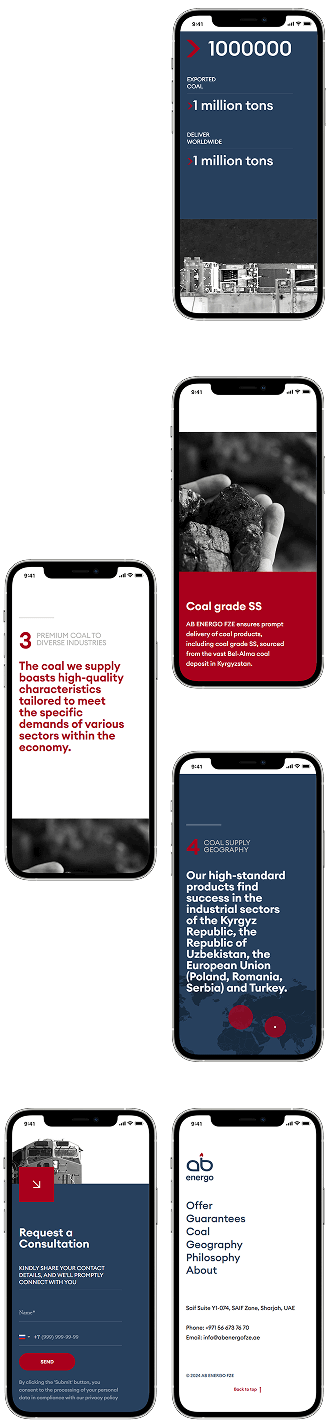 9:41
1000000
EXPORTED
COAL
>1 million tons
DELIVER
WORLDWIDE
>1 million tons
9:41
Coal grade SS
AB ENERGO FZE ensures prompt
delivery of coal products,
including coal grade SS, sourced
from the vast Bel-Alma coal
deposit in Kyrgyzstan.
9:41
3 PREMIUM COAL TO
DIVERSE INDUSTRIES
The coal we supply
boasts high-quality
characteristics
tailored to meet
the specific
demands of various
sectors within the
economy.
9:41
4 COAL SUPPLY
GEOGRAPHY
Our high-standard
products find
success in the
industrial sectors
of the Kyrgyz
Republic, the
Republic of
Uzbekistan, the
European Union
(Poland, Romania,
Serbia) and Turkey.
9:41
Request a
Consultation
KINDLY SHARE YOUR CONTACT
DETAILS, AND WE'LL PROMPTLY
CONNECT WITH YOU
Name*
+7 (999) 999-99-99
SEND
By clicking the 'Submit' button, you
consent to the processing of your personal
data in compliance with our privacy policy
9:41
ab
energo
Offer
Guarantees
Coal
Geography
Philosophy
About
Saif Suite Y1-074, SAIF Zone, Sharjah, UAE
Phone: +971 56 673 76 70
Email: info@abenergofze.ae
© 2024 AB ENERGO FZE
Back to top